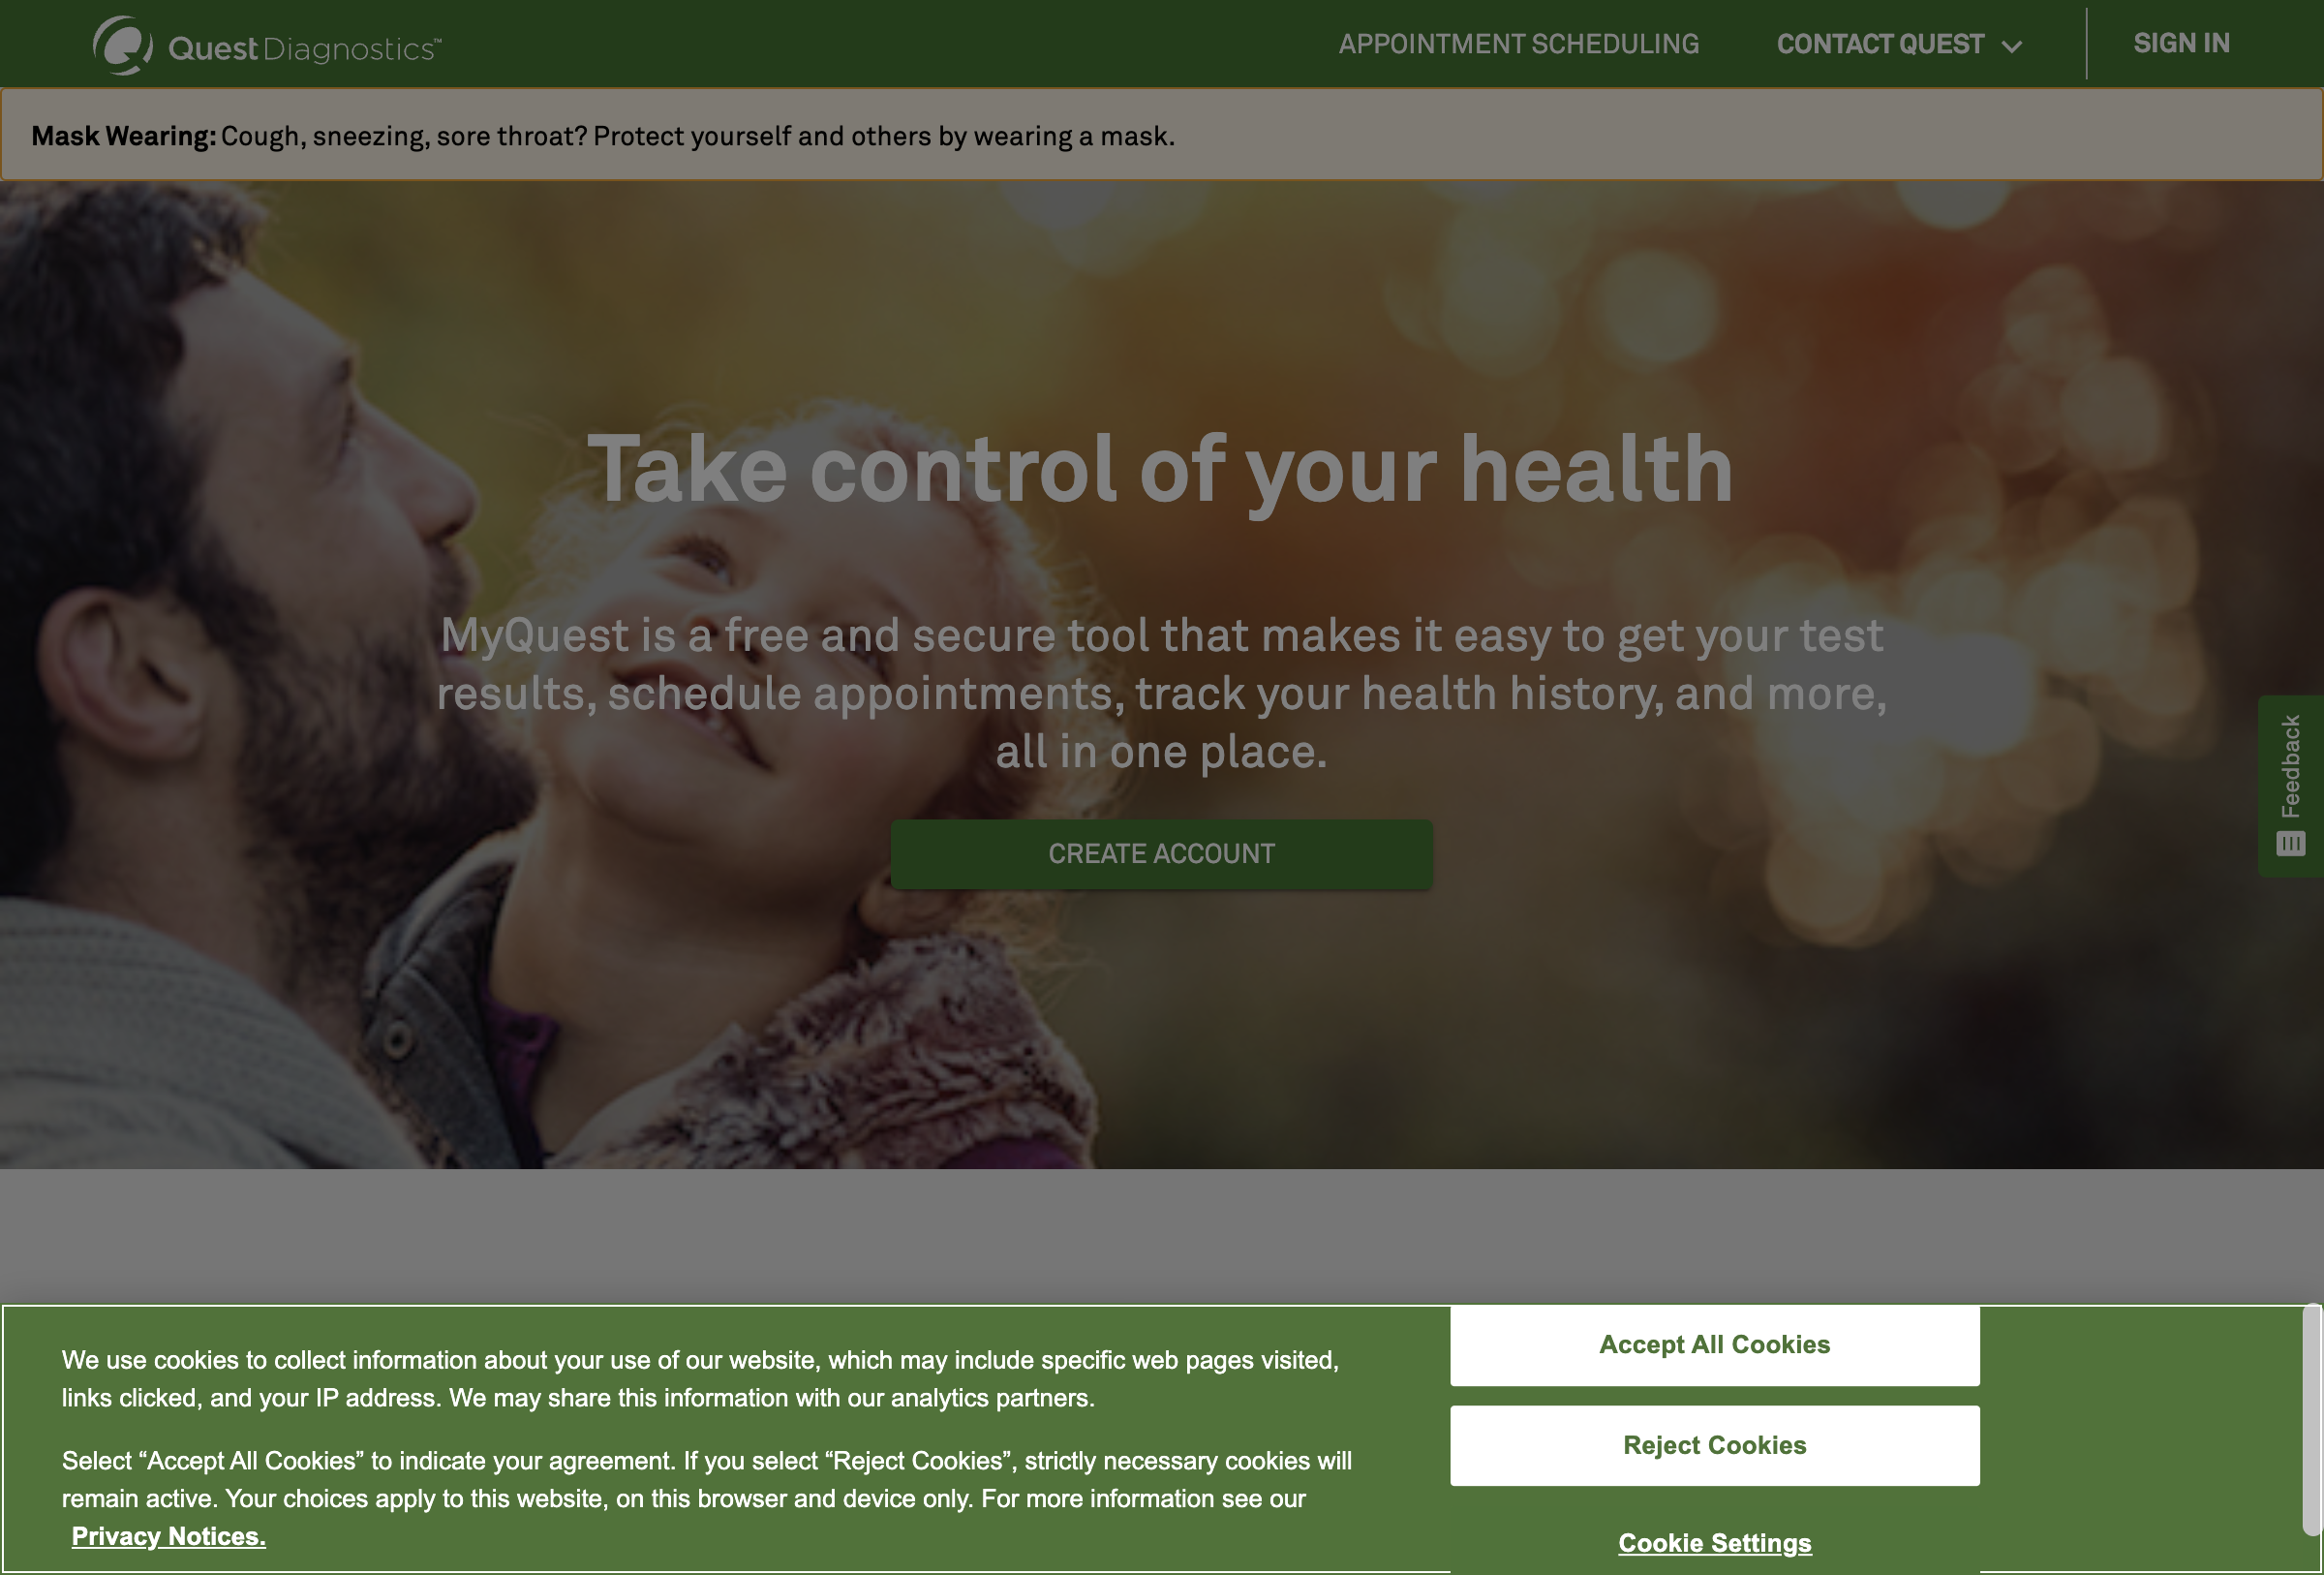 Quest Diagnostics™
APPOINTMENT SCHEDULING
CONTACT QUEST
SIGN IN
Mask Wearing: Cough, sneezing, sore throat? Protect yourself and others by wearing a mask.
Take control of your health
MyQuest is a free and secure tool that makes it easy to get your test
results, schedule appointments, track your health history, and more,
all in one place.
CREATE ACCOUNT
Feedback
We use cookies to collect information about your use of our website, which may include specific web pages visited,
links clicked, and your IP address. We may share this information with our analytics partners.
Select “Accept All Cookies” to indicate your agreement. If you select “Reject Cookies”, strictly necessary cookies will
remain active. Your choices apply to this website, on this browser and device only. For more information see our
Privacy Notices.
Accept All Cookies
Reject Cookies
Cookie Settings